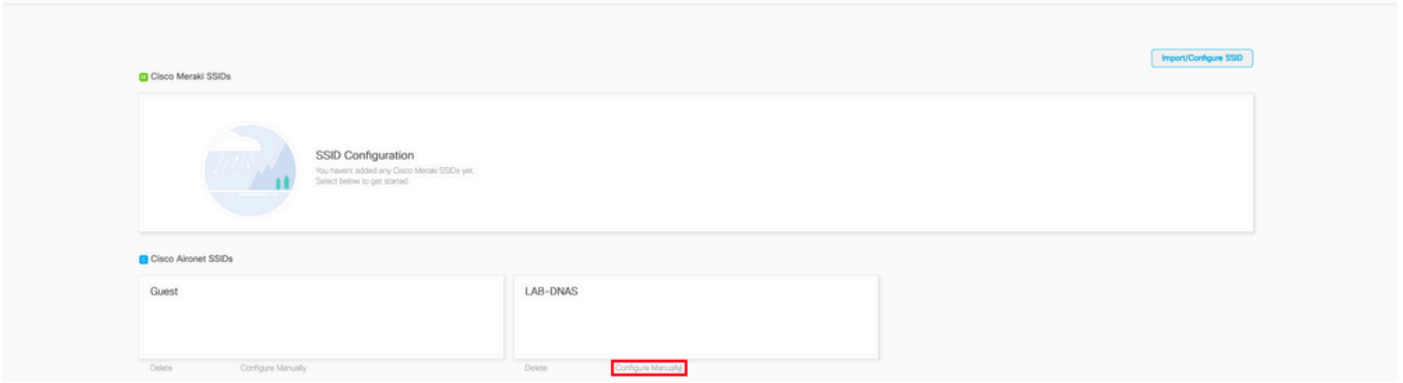 Import/Configure SSID
Cisco Meraki SSIDs
SSID Configuration
You havent added any Cisco Meraki SSIDs yet
Select below to get started
Cisco Aironet SSIDs
Guest
LAB-DNAS
Delete
Configure Manually
Delete
Configure Manually